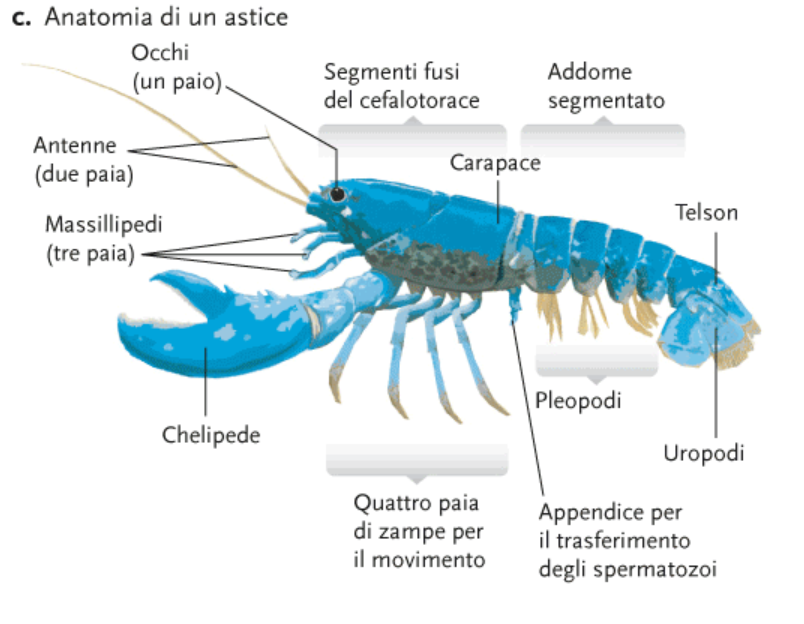 c. Anatomia di un astice
Occhi
(un paio)
Segmenti fusi
del cefalotorace
Addome
segmentato
Antenne
(due paia)
Carapace
Massillipedi
(tre paia)
Telson
Chelipede
Pleopodi
Uropodi
Quattro paia
di zampe per
il movimento
Appendice per
il trasferimento
degli spermatozoi